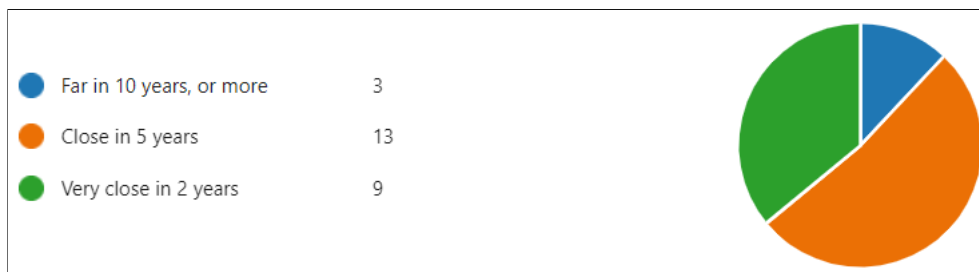 Far in 10 years, or more 3
Close in 5 years 13
Very close in 2 years 9